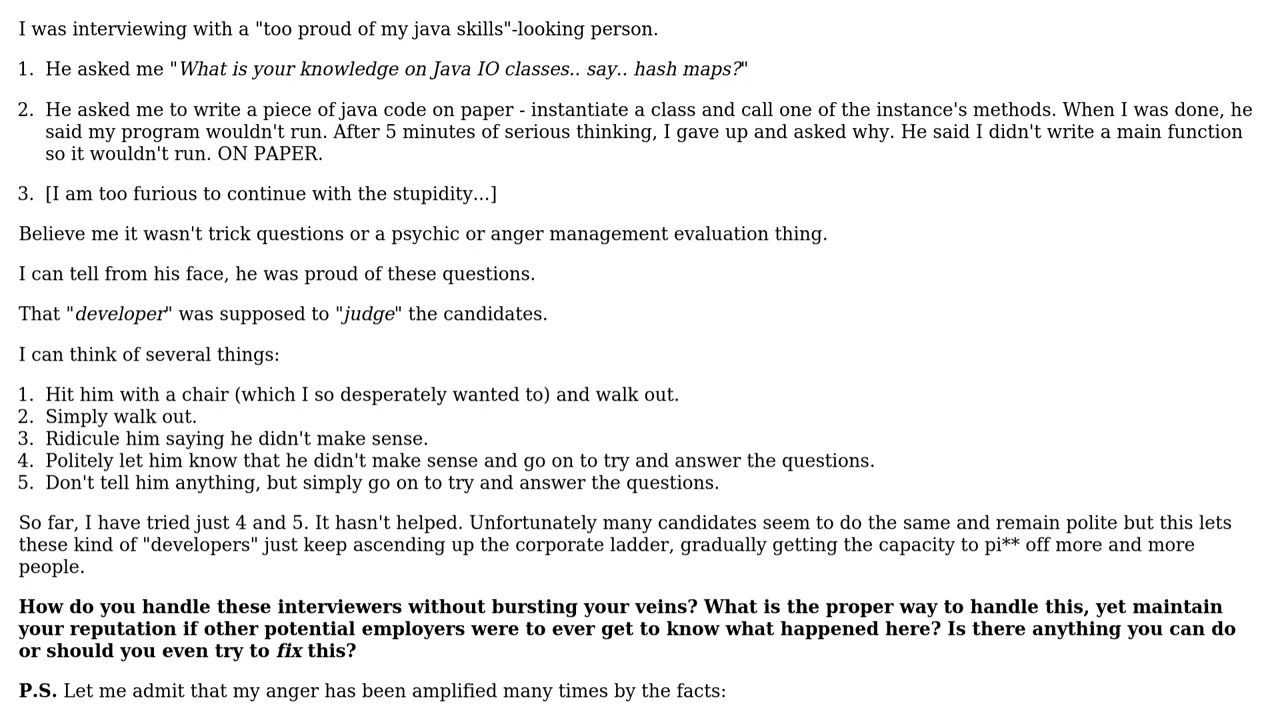 I was interviewing with a "too proud of my java skills"-looking person.
1. He asked me "What is your knowledge on Java IO classes.. say.. hash maps?"
2. He asked me to write a piece of java code on paper - instantiate a class and call one of the instance's methods. When I was done, he
said my program wouldn't run. After 5 minutes of serious thinking, I gave up and asked why. He said I didn't write a main function
so it wouldn't run. ON PAPER.
3. [I am too furious to continue with the stupidity...]
Believe me it wasn't trick questions or a psychic or anger management evaluation thing.
I can tell from his face, he was proud of these questions.
That "developer" was supposed to "judge" the candidates.
I can think of several things:
1. Hit him with a chair (which I so desperately wanted to) and walk out.
2. Simply walk out.
3. Ridicule him saying he didn't make sense.
4. Politely let him know that he didn't make sense and go on to try and answer the questions.
5. Don't tell him anything, but simply go on to try and answer the questions.
So far, I have tried just 4 and 5. It hasn't helped. Unfortunately many candidates seem to do the same and remain polite but this lets
these kind of "developers" just keep ascending up the corporate ladder, gradually getting the capacity to pi** off more and more
people.
How do you handle these interviewers without bursting your veins? What is the proper way to handle this, yet maintain
your reputation if other potential employers were to ever get to know what happened here? Is there anything you can do
or should you even try to fix this?
P.S. Let me admit that my anger has been amplified many times by the facts: